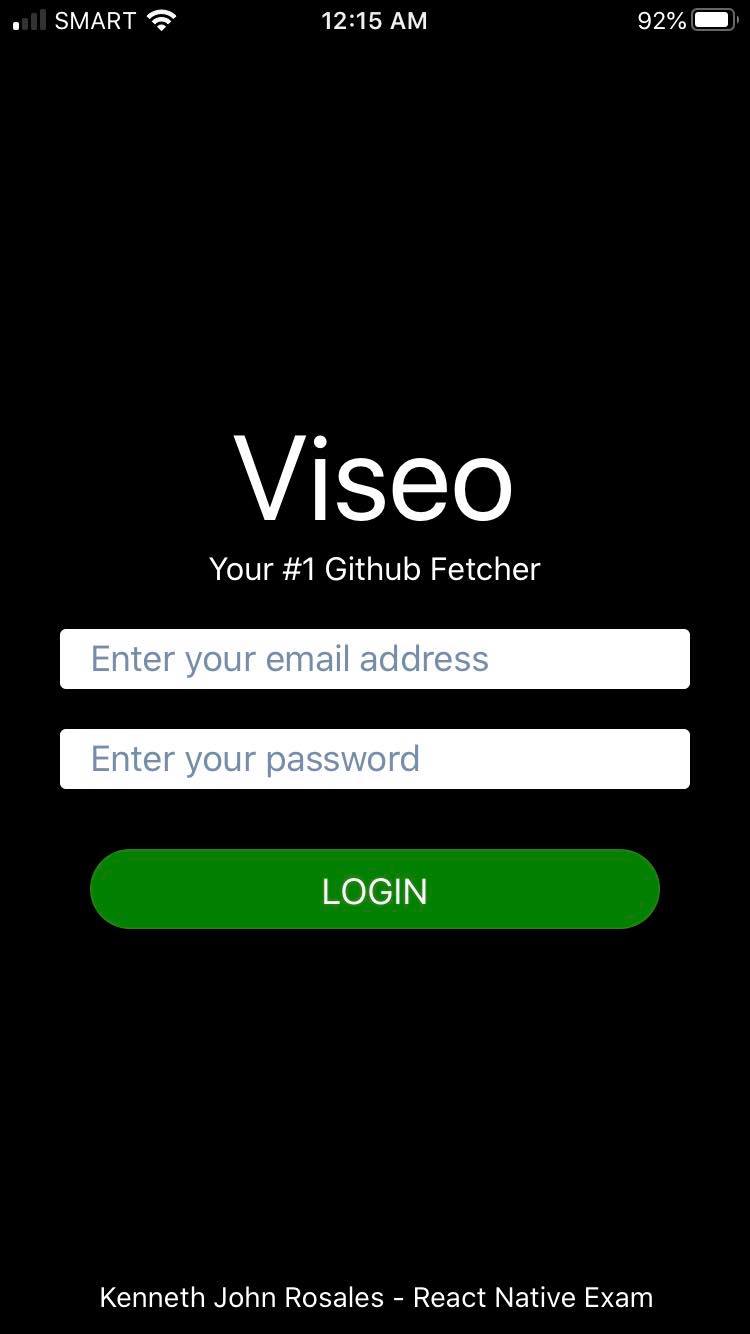 SMART 12:15 AM 92%
Viseo
Your #1 Github Fetcher
Enter your email address
Enter your password
LOGIN
Kenneth John Rosales - React Native Exam